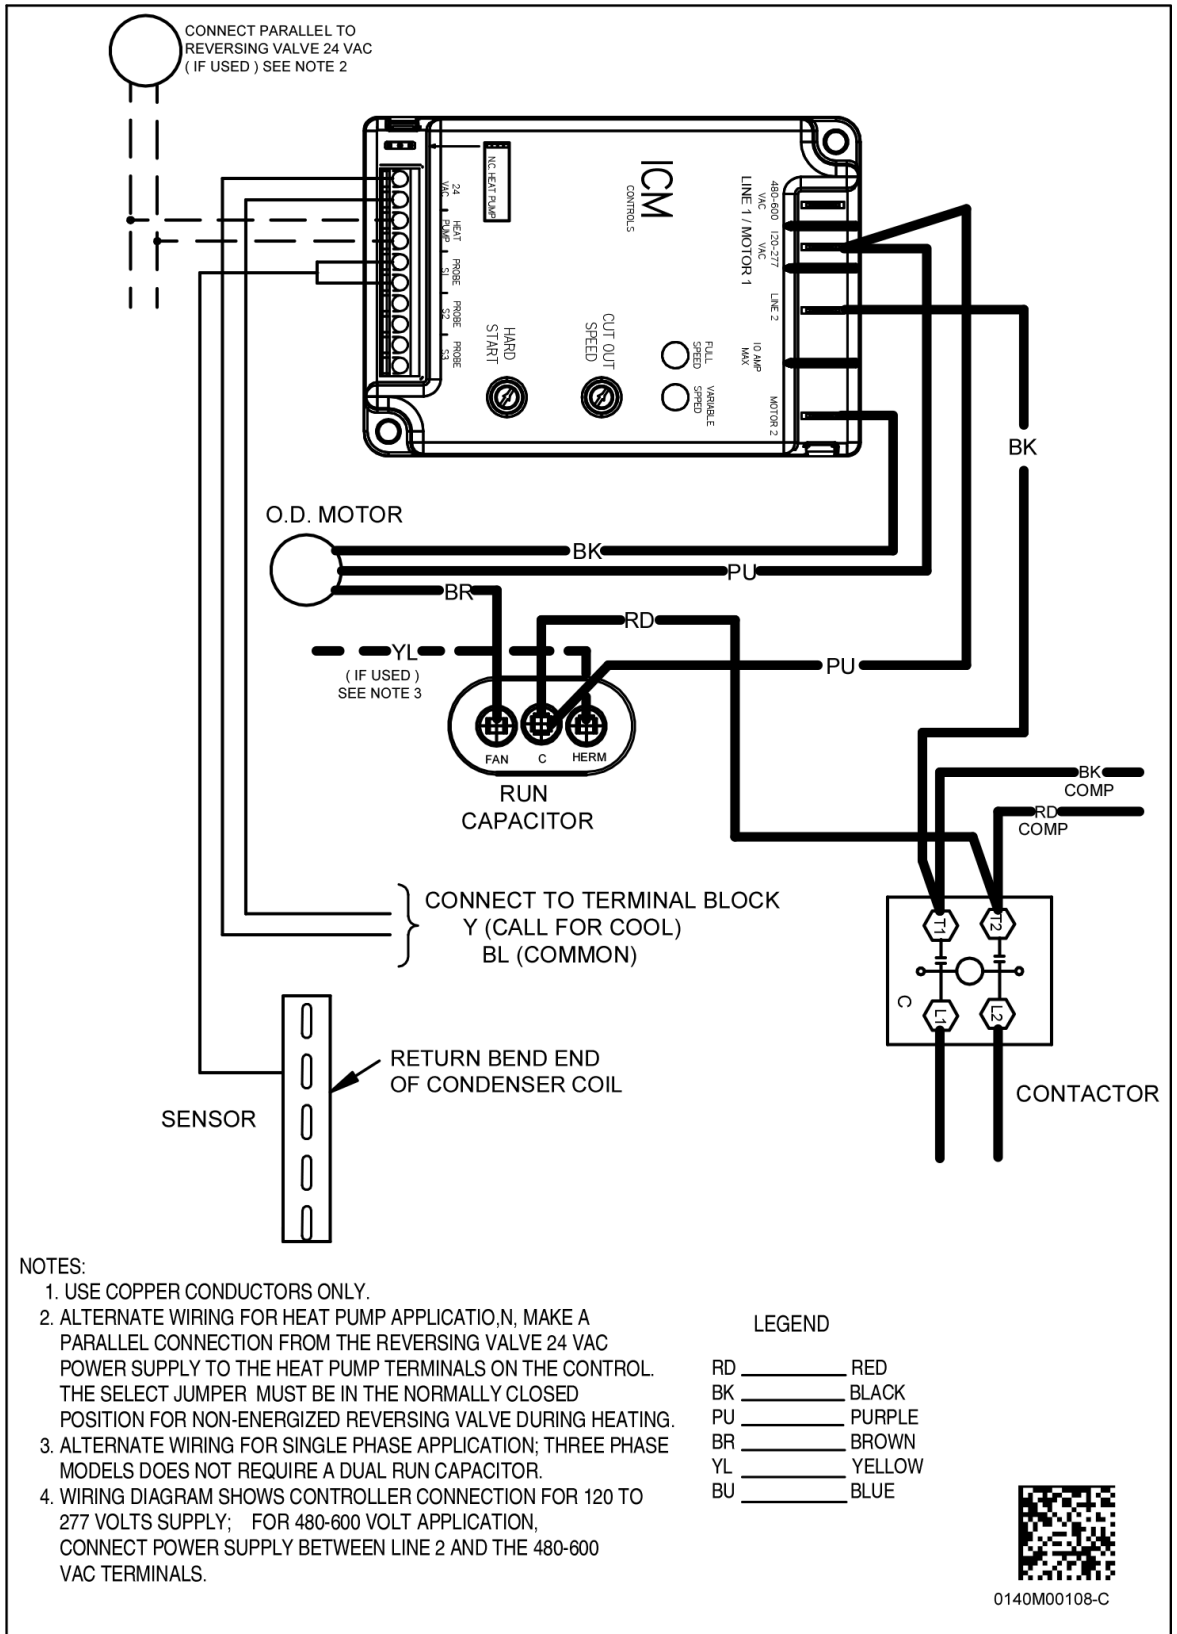 CONNECT PARALLEL TO
REVERSING VALVE 24 VAC
( IF USED ) SEE NOTE 2
N.C. HEAT PUMP
ICM
CONTROLS
24
VAC
HEAT
PUMP
PROBE
S1
PROBE
S2
PROBE
S3
HARD
START
CUT OUT
SPEED
FULL
SPEED
VARIABLE
SPPED
480-600
VAC
120-277
VAC
LINE 1 / MOTOR 1
LINE 2
10 AMP
MAX
MOTOR 2
BK
O.D. MOTOR
BK
PU
BR
RD
YL
( IF USED )
SEE NOTE 3
PU
FAN
C
HERM
RUN
CAPACITOR
BK
COMP
RD
COMP
CONNECT TO TERMINAL BLOCK
Y (CALL FOR COOL)
BL (COMMON)
T1
T2
C
L1
L2
CONTACTOR
RETURN BEND END
OF CONDENSER COIL
SENSOR
NOTES:
1. USE COPPER CONDUCTORS ONLY.
2. ALTERNATE WIRING FOR HEAT PUMP APPLICATIO,N, MAKE A
PARALLEL CONNECTION FROM THE REVERSING VALVE 24 VAC
POWER SUPPLY TO THE HEAT PUMP TERMINALS ON THE CONTROL.
THE SELECT JUMPER MUST BE IN THE NORMALLY CLOSED
POSITION FOR NON-ENERGIZED REVERSING VALVE DURING HEATING.
3. ALTERNATE WIRING FOR SINGLE PHASE APPLICATION; THREE PHASE
MODELS DOES NOT REQUIRE A DUAL RUN CAPACITOR.
4. WIRING DIAGRAM SHOWS CONTROLLER CONNECTION FOR 120 TO
277 VOLTS SUPPLY; FOR 480-600 VOLT APPLICATION,
CONNECT POWER SUPPLY BETWEEN LINE 2 AND THE 480-600
VAC TERMINALS.
LEGEND
RD __________ RED
BK __________ BLACK
PU __________ PURPLE
BR __________ BROWN
YL __________ YELLOW
BU __________ BLUE
0140M00108-C